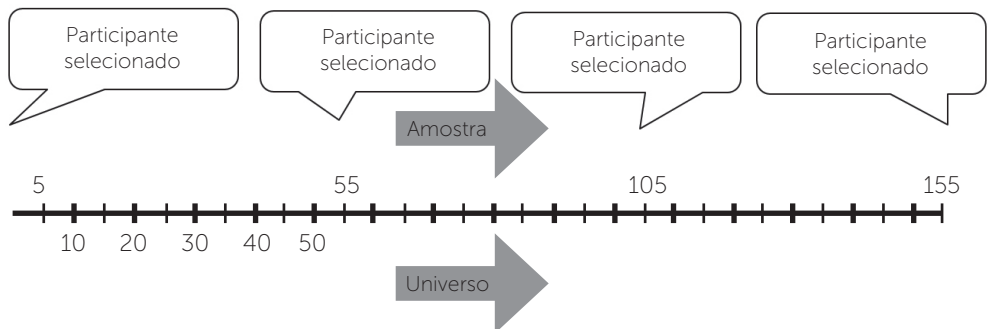 Participante
selecionado
Participante
selecionado
Participante
selecionado
Participante
selecionado
Amostra
5 55 105 155
10 20 30 40 50
Universo